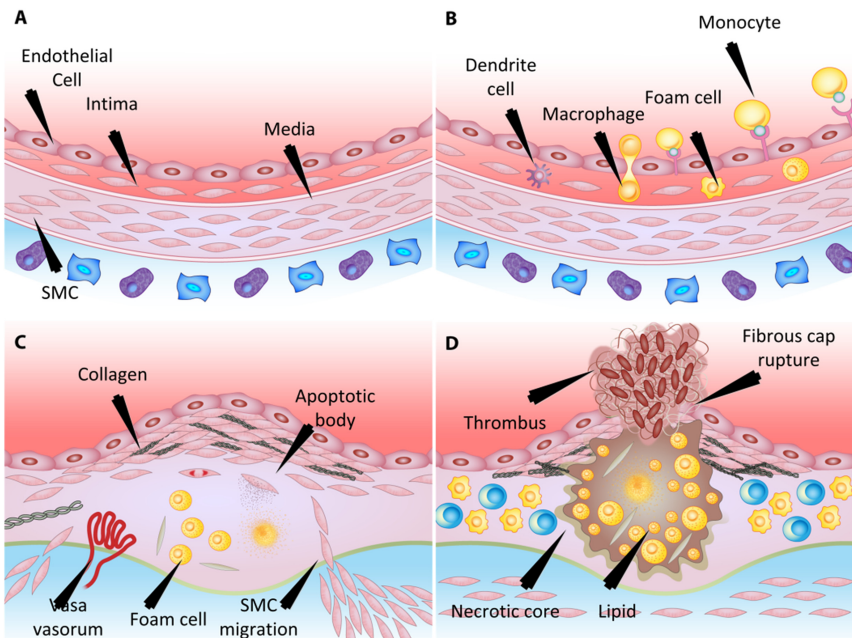 A
Endothelial
Cell
Intima
Media
SMC
B
Monocyte
Dendrite
cell
Macrophage
Foam cell
C
Collagen
Apoptotic
body
Vasa
vasorum
Foam cell
SMC
migration
D
Fibrous cap
rupture
Thrombus
Necrotic core
Lipid